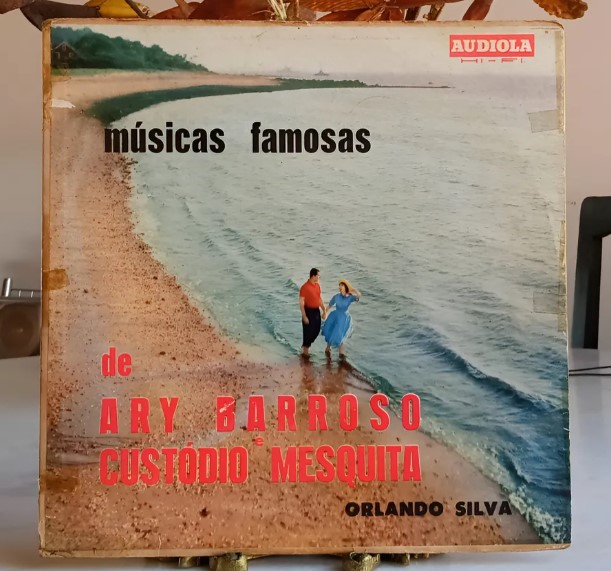 AUDIOLA
HI-FI
músicas famosas
de
ARY BARROSO
e
CUSTÓDIO MESQUITA
ORLANDO SILVA